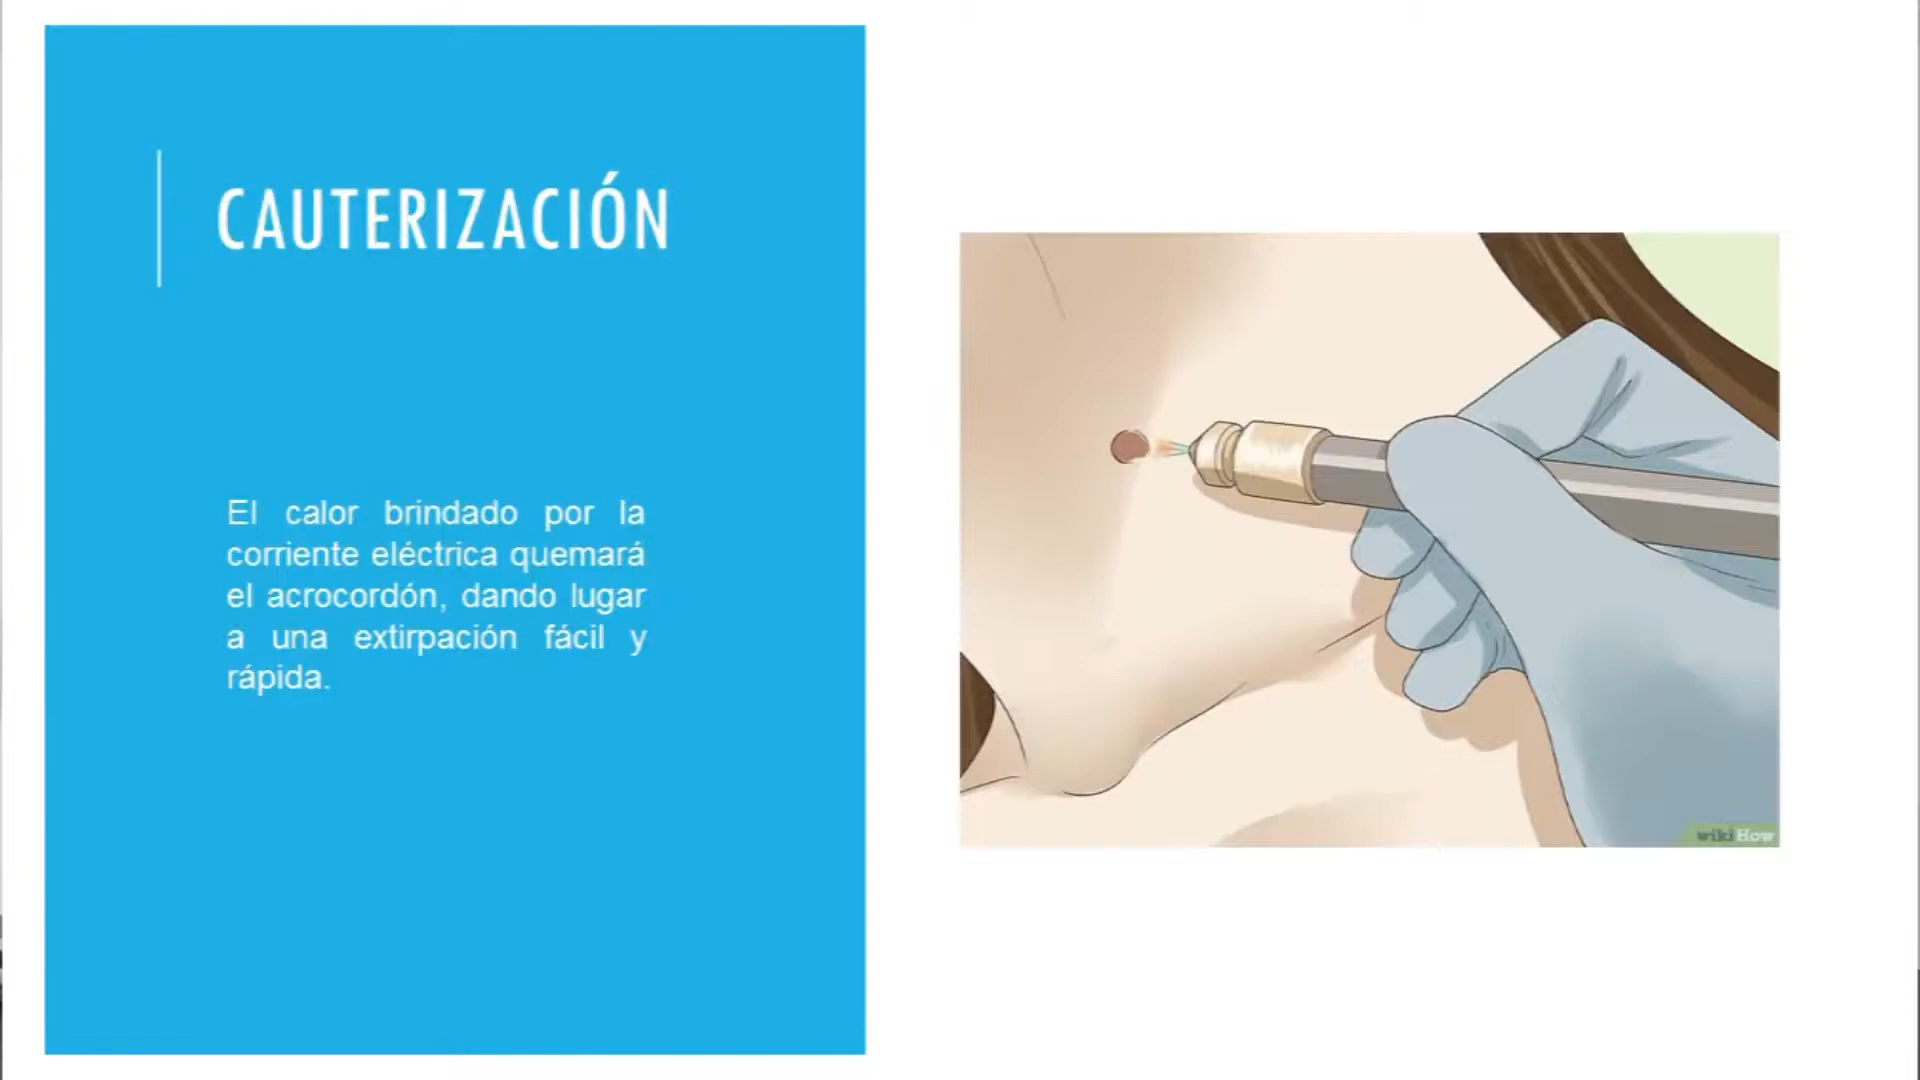 CAUTERIZACIÓN
El calor brindado por la
corriente eléctrica quemará
el acrocordón, dando lugar
a una extirpación fácil y
rápida.
wikiHow